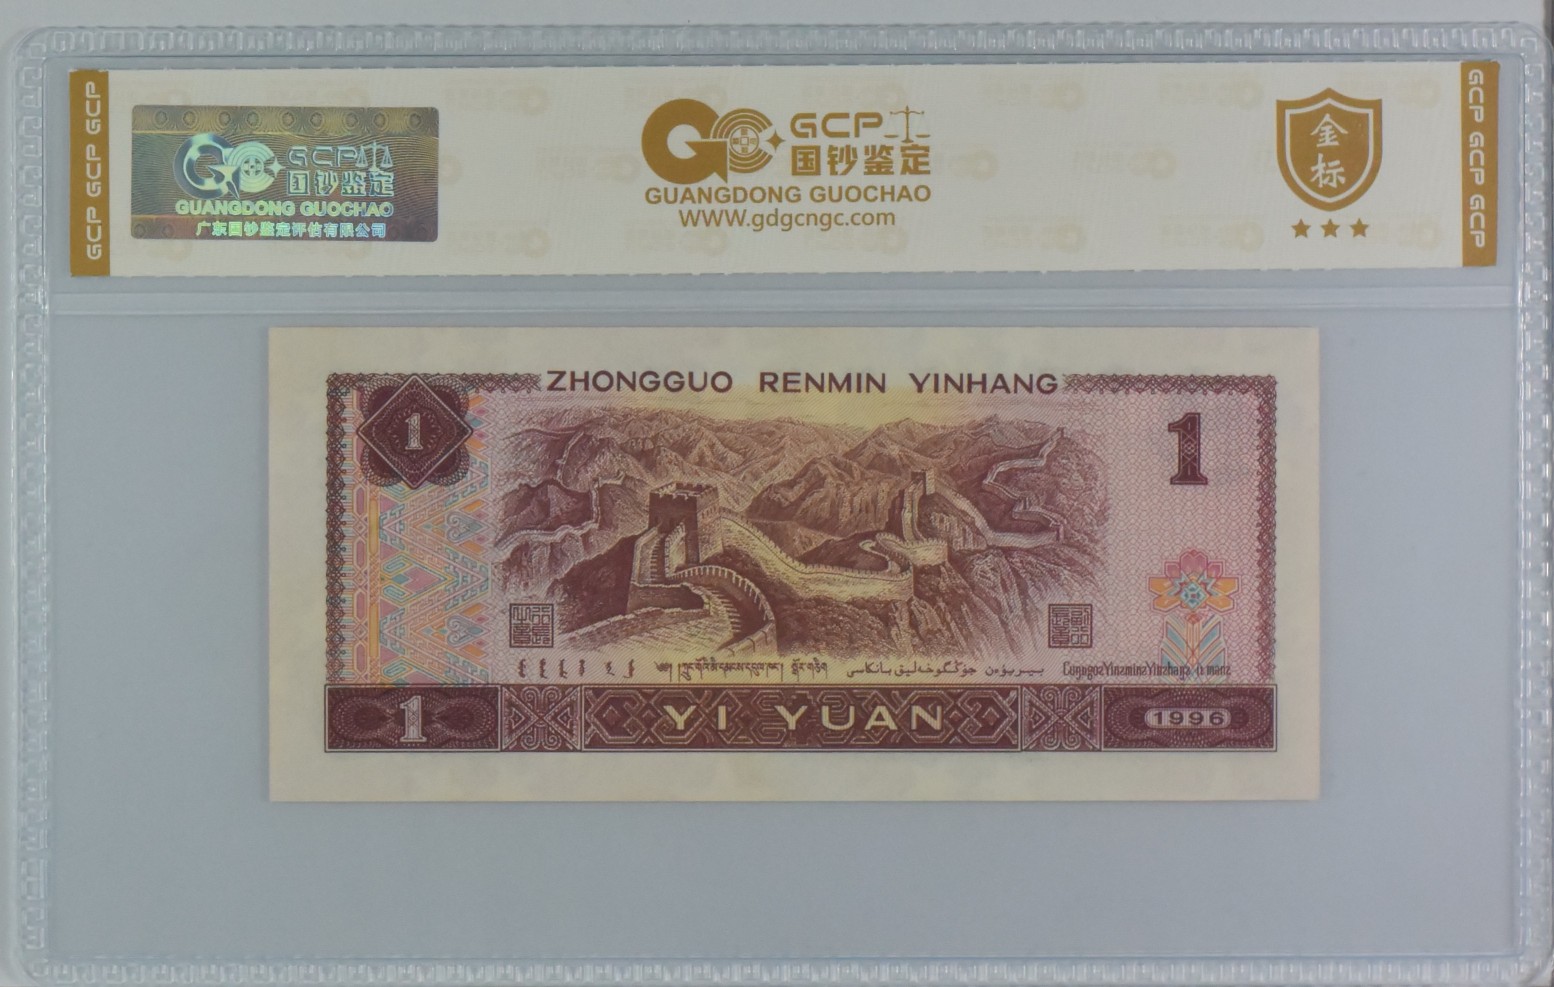 GCP GCP GCP
GCP
国钞鉴定
GUANGDONG GUOCHAO
广东国钞鉴定评估有限公司
GCP
国钞鉴定
GUANGDONG GUOCHAO
WWW.gdgcngc.com
金
标
GCP GCP GCP
ZHONGGUO RENMIN YINHANG
1
1
1
YI YUAN
1996